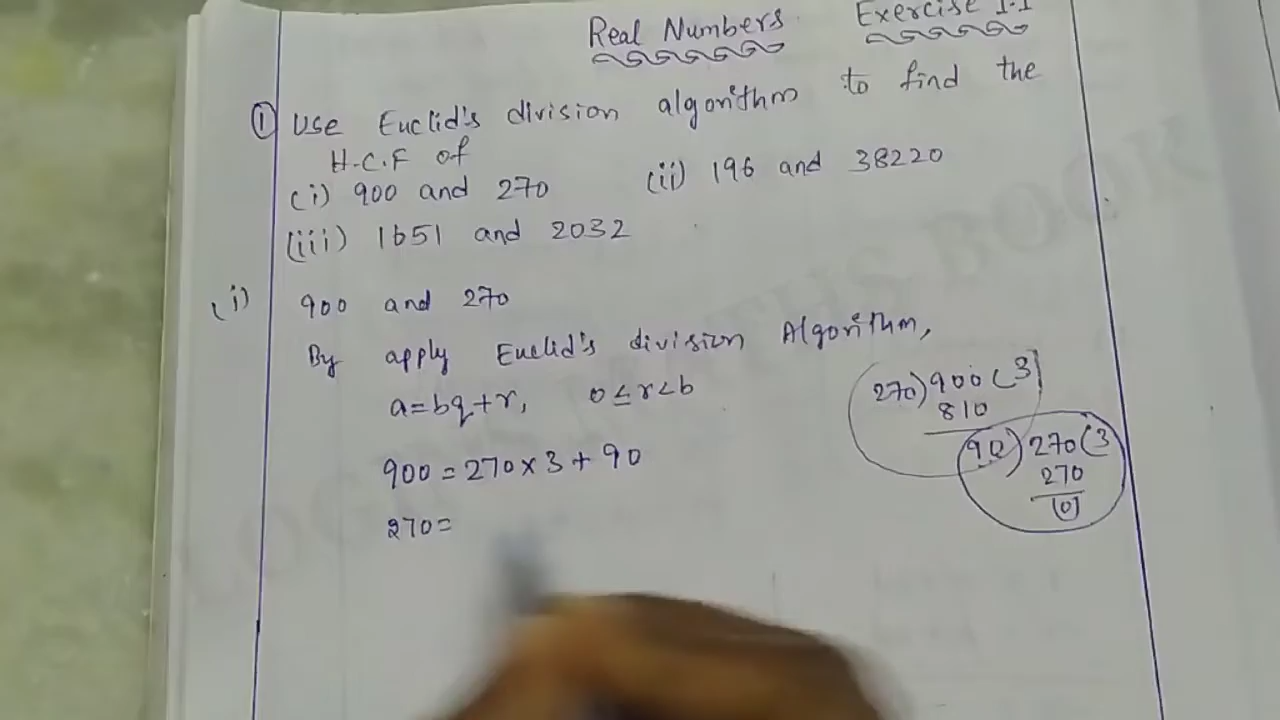 Real Numbers Exercise 1.1
① Use Euclid's division algorithm to find the
H.C.F of
(i) 900 and 270 (ii) 196 and 38220
(iii) 1651 and 2032
(i) 900 and 270
By apply Euclid's division Algorithm,
a=bq+r, 0≤r<b
900=270×3+90
270=
270)900(3
810
90)270(3
270
0